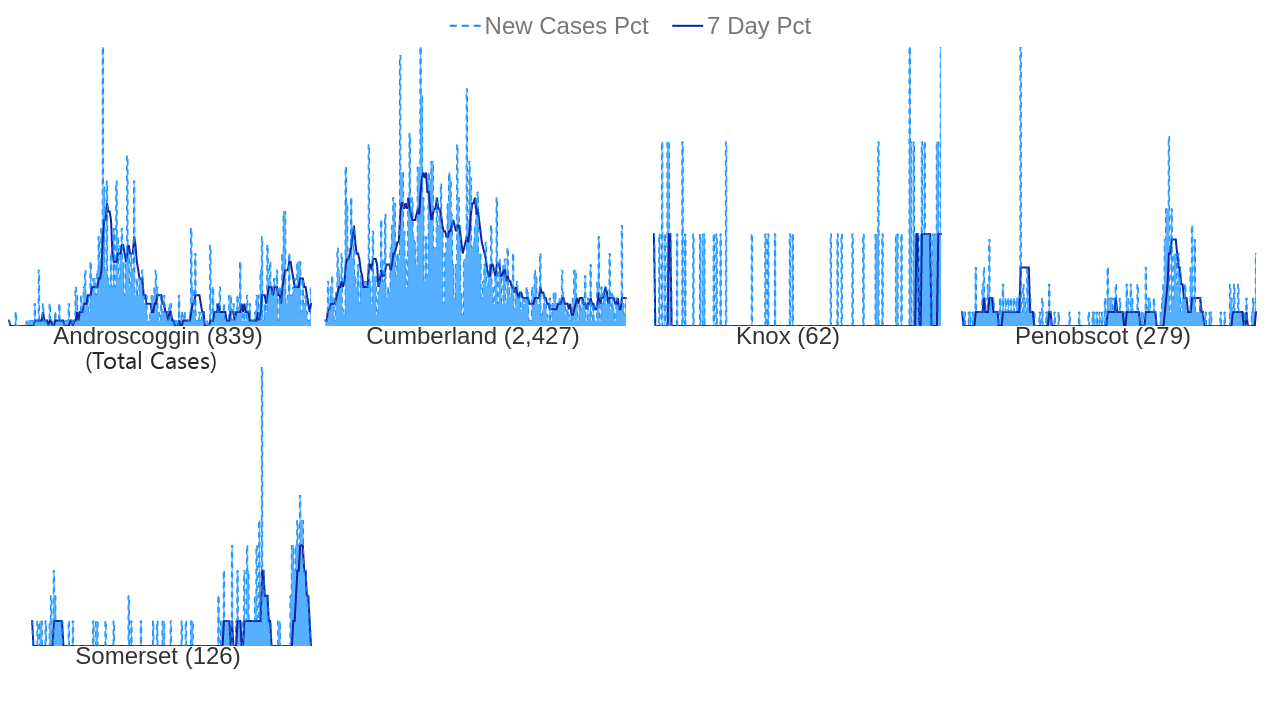 New Cases Pct 7 Day Pct
Androscoggin (839) Cumberland (2,427) Knox (62) Penobscot (279)
(Total Cases)
Somerset (126)